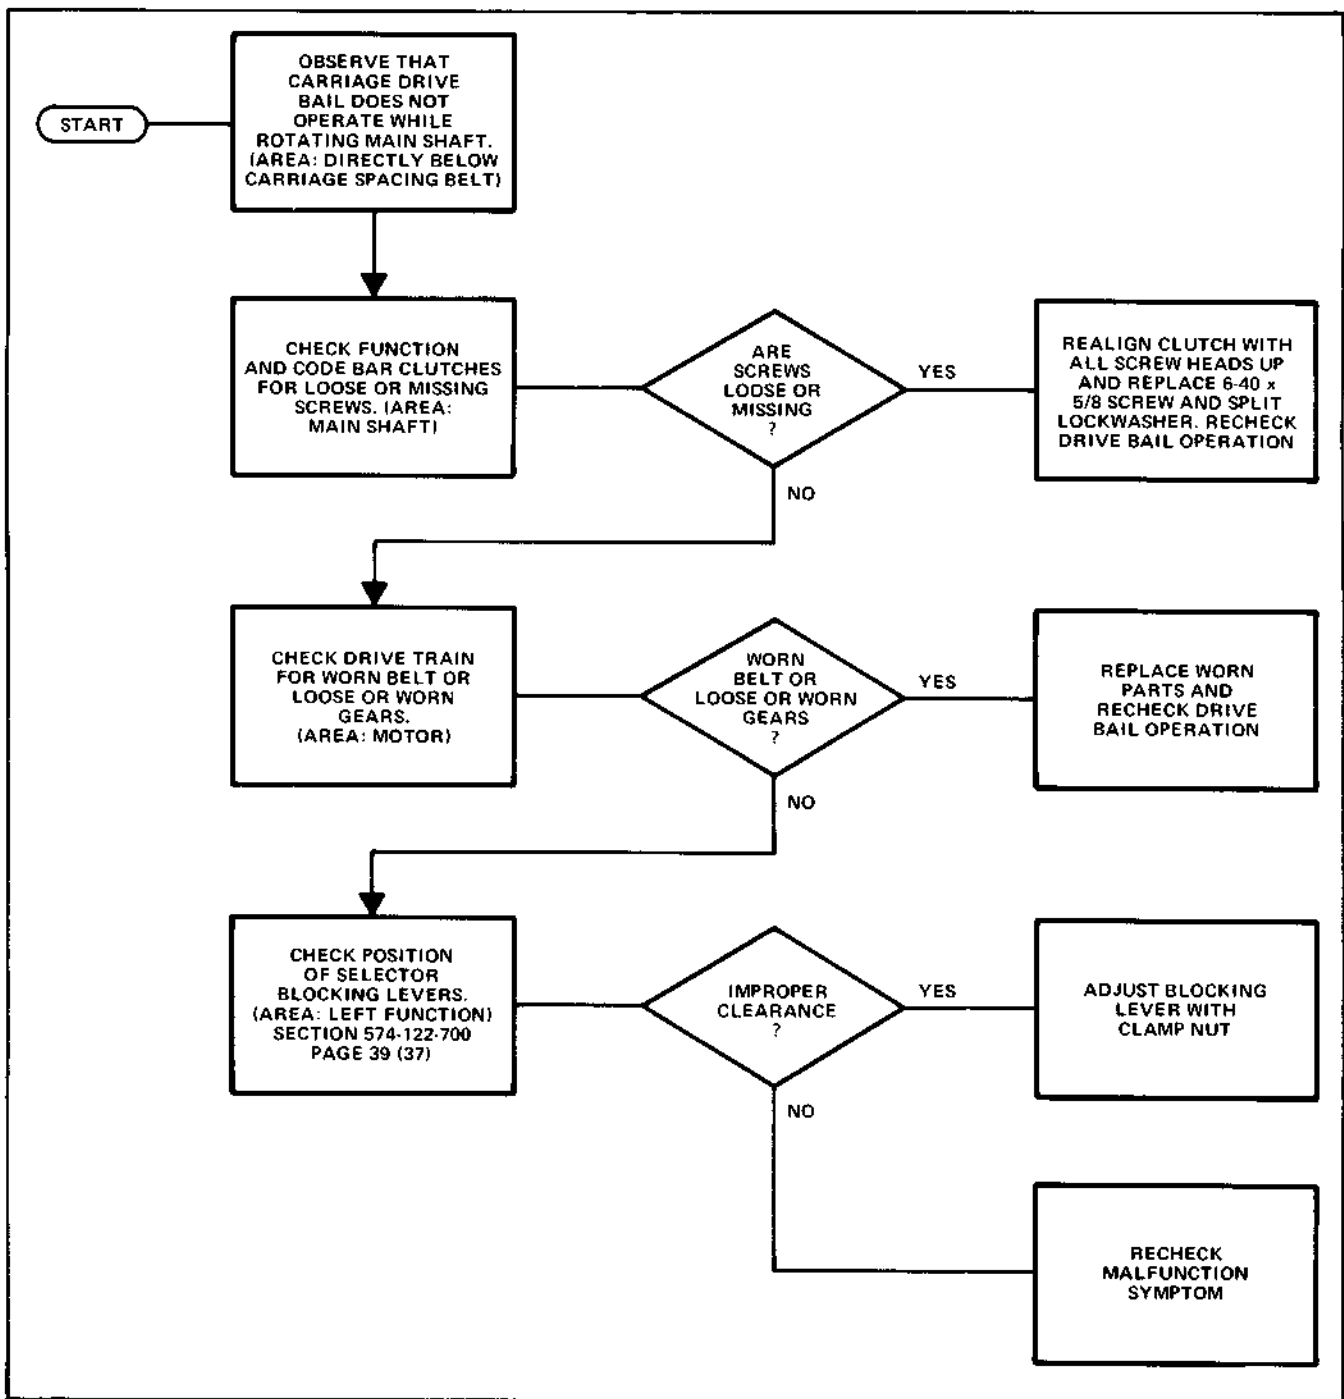 START
OBSERVE THAT
CARRIAGE DRIVE
BAIL DOES NOT
OPERATE WHILE
ROTATING MAIN SHAFT.
(AREA: DIRECTLY BELOW
CARRIAGE SPACING BELT)
CHECK FUNCTION
AND CODE BAR CLUTCHES
FOR LOOSE OR MISSING
SCREWS. (AREA:
MAIN SHAFT)
ARE
SCREWS
LOOSE OR
MISSING
?
YES
REALIGN CLUTCH WITH
ALL SCREW HEADS UP
AND REPLACE 6-40 x
5/8 SCREW AND SPLIT
LOCKWASHER. RECHECK
DRIVE BAIL OPERATION
NO
CHECK DRIVE TRAIN
FOR WORN BELT OR
LOOSE OR WORN
GEARS.
(AREA: MOTOR)
WORN
BELT OR
LOOSE OR WORN
GEARS
?
YES
REPLACE WORN
PARTS AND
RECHECK DRIVE
BAIL OPERATION
NO
CHECK POSITION
OF SELECTOR
BLOCKING LEVERS.
(AREA: LEFT FUNCTION)
SECTION 574-122-700
PAGE 39 (37)
IMPROPER
CLEARANCE
?
YES
ADJUST BLOCKING
LEVER WITH
CLAMP NUT
NO
RECHECK
MALFUNCTION
SYMPTOM